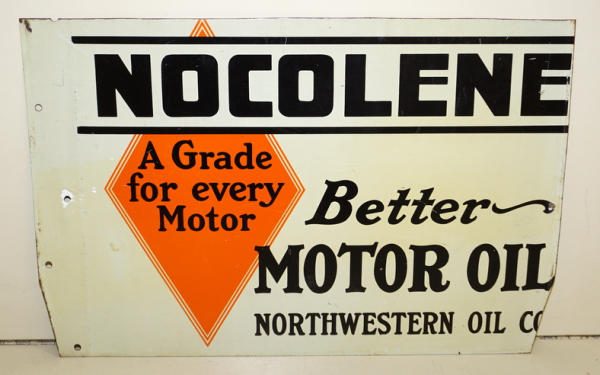 NOCOLENE
A Grade
for every
Motor
Better
MOTOR OIL
NORTHWESTERN OIL CO